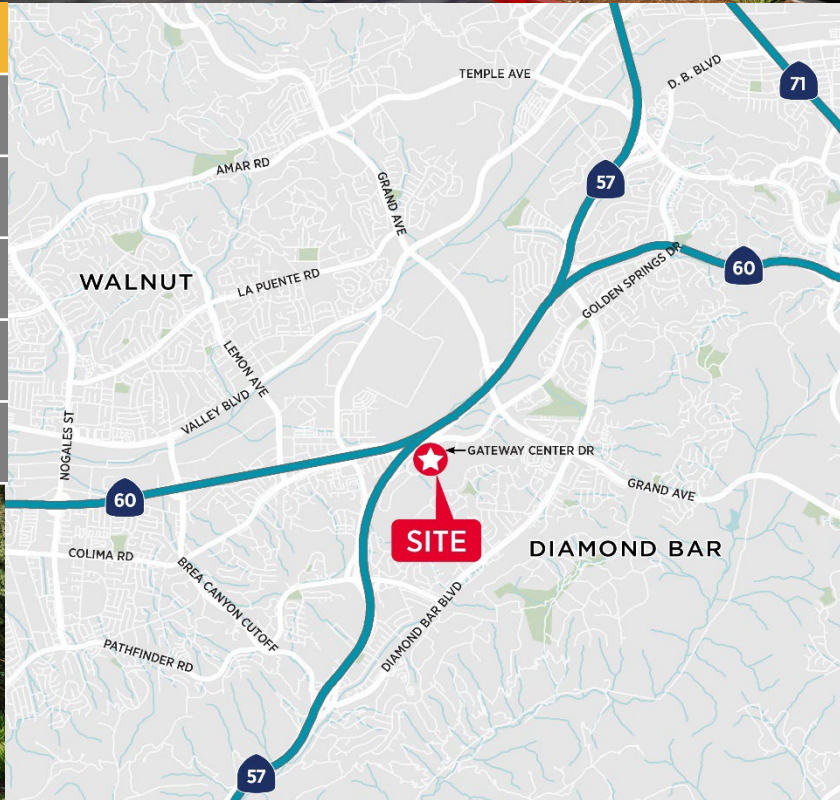 TEMPLE AVE
D. B. BLVD
71
AMAR RD
57
GRAND AVE
60
WALNUT
LA PUENTE RD
GOLDEN SPRINGS DR
LEMON AVE
VALLEY BLVD
NOGALES ST
GATEWAY CENTER DR
60
GRAND AVE
SITE
DIAMOND BAR
COLIMA RD
BREA CANYON CUTOFF
DIAMOND BAR BLVD
PATHFINDER RD
57